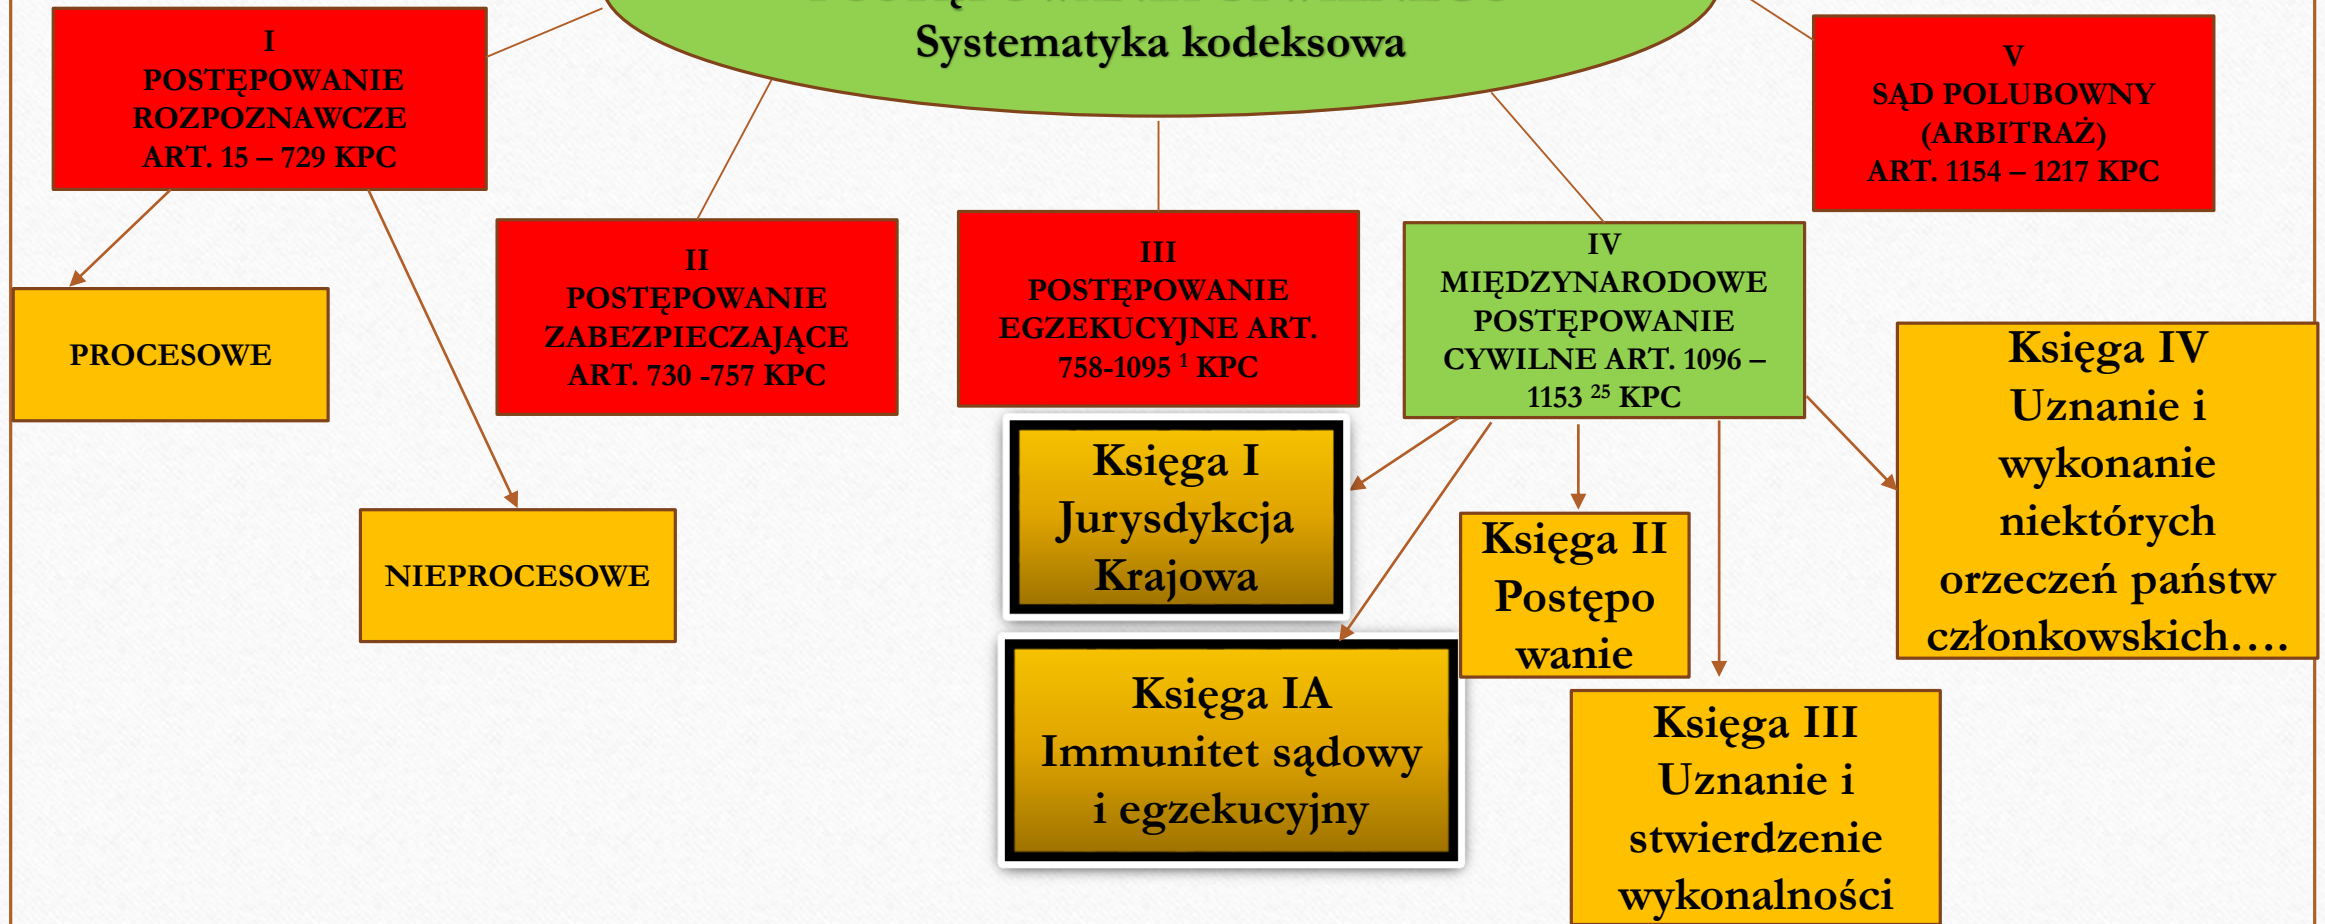 Systematyka kodeksowa
I
POSTĘPOWANIE
ROZPOZNAWCZE
ART. 15 – 729 KPC
V
SĄD POLUBOWNY
(ARBITRAŻ)
ART. 1154 – 1217 KPC
II
POSTĘPOWANIE
ZABEZPIECZAJĄCE
ART. 730 -757 KPC
III
POSTĘPOWANIE
EGZEKUCYJNE ART.
758-1095 ¹ KPC
IV
MIĘDZYNARODOWE
POSTĘPOWANIE
CYWILNE ART. 1096 –
1153 ²⁵ KPC
PROCESOWE
NIEPROCESOWE
Księga I
Jurysdykcja
Krajowa
Księga IA
Immunitet sądowy
i egzekucyjny
Księga II
Postępo
wanie
Księga III
Uznanie i
stwierdzenie
wykonalności
Księga IV
Uznanie i
wykonanie
niektórych
orzeczeń państw
członkowskich….